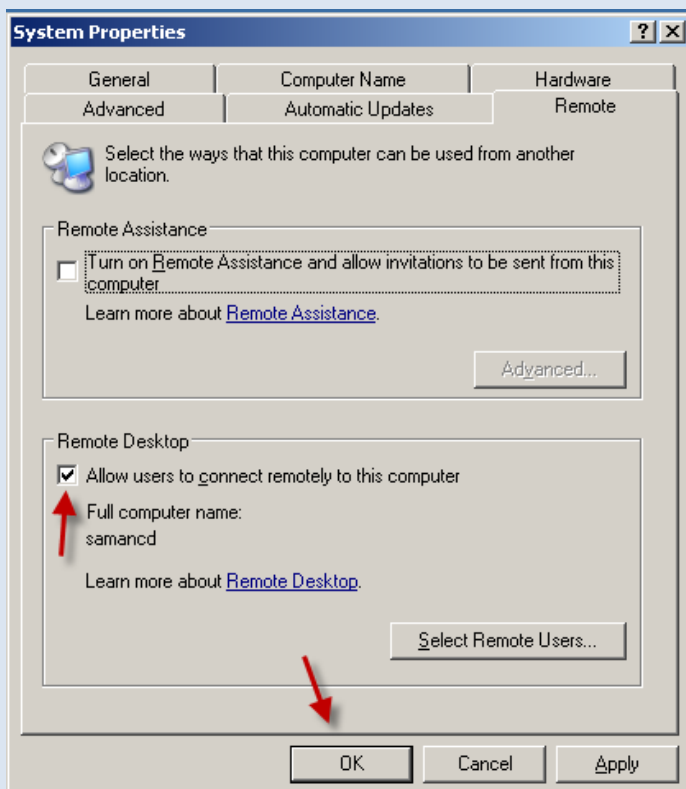 System Properties
General Computer Name Hardware
Advanced Automatic Updates Remote
Select the ways that this computer can be used from another
location.
Remote Assistance
Turn on Remote Assistance and allow invitations to be sent from this
computer
Learn more about Remote Assistance.
Advanced...
Remote Desktop
Allow users to connect remotely to this computer
Full computer name:
samancd
Learn more about Remote Desktop.
Select Remote Users...
OK Cancel Apply